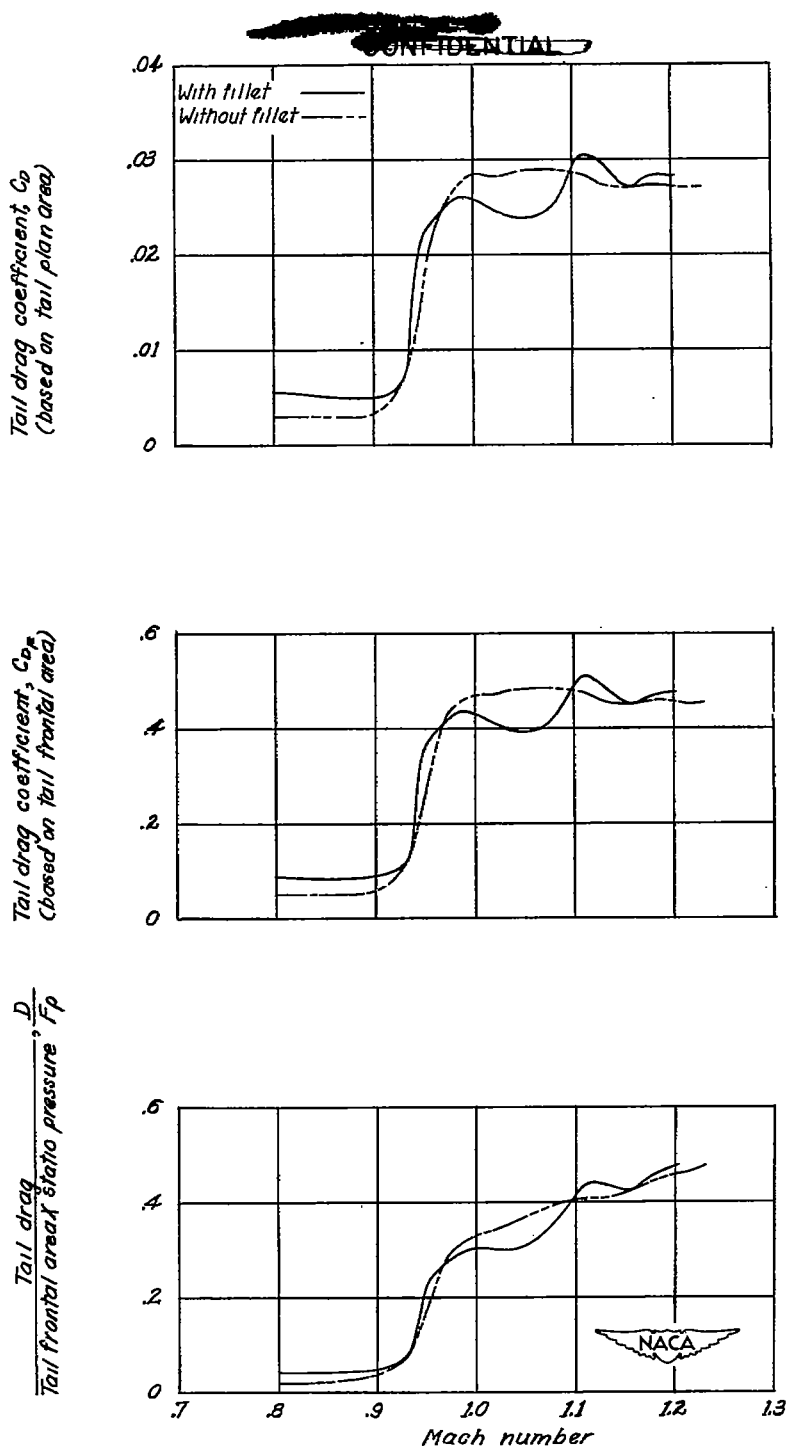 CONFIDENTIAL
.04
With fillet
Without fillet
.03
.02
.01
0
Tail drag coefficient, CD
(based on tail plan area)
.6
.4
.2
0
Tail drag coefficient, CDF
(based on tail frontal area)
.6
.4
.2
0
Tail drag
Tail frontal area X static pressure
, D
Fp
.7 .8 .9 1.0 1.1 1.2 1.3
Mach number
NACA